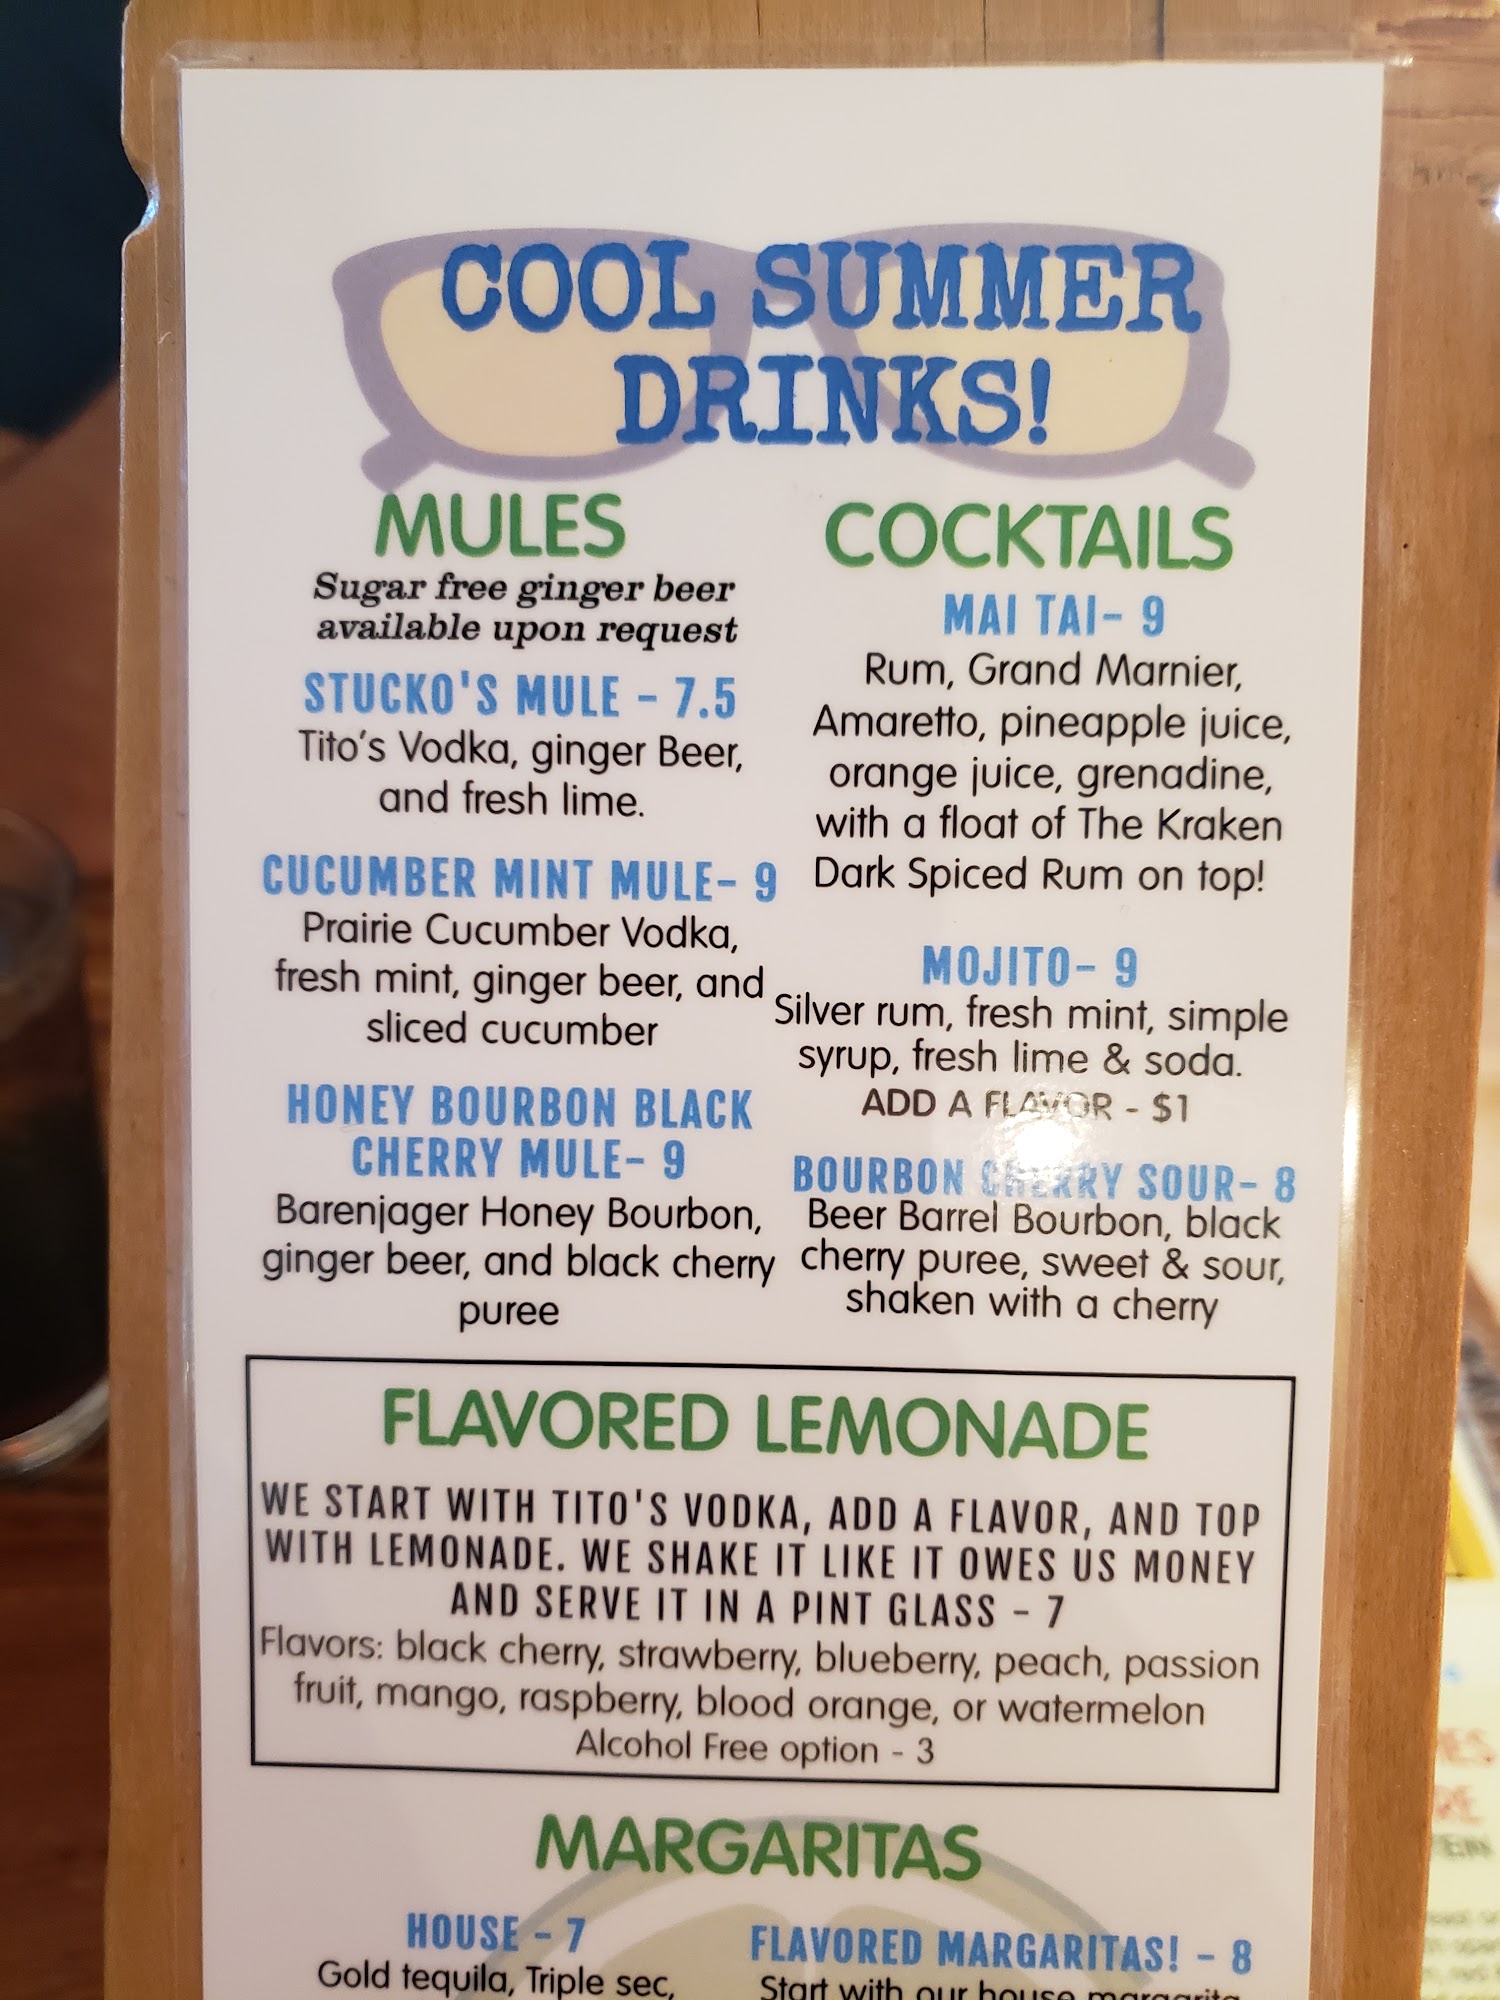 COOL SUMMER
DRINKS!
MULES
Sugar free ginger beer
available upon request
STUCKO'S MULE - 7.5
Tito's Vodka, ginger Beer,
and fresh lime.
CUCUMBER MINT MULE- 9
Prairie Cucumber Vodka,
fresh mint, ginger beer, and
sliced cucumber
HONEY BOURBON BLACK
CHERRY MULE- 9
Barenjager Honey Bourbon,
ginger beer, and black cherry
puree
COCKTAILS
MAI TAI- 9
Rum, Grand Marnier,
Amaretto, pineapple juice,
orange juice, grenadine,
with a float of The Kraken
Dark Spiced Rum on top!
MOJITO- 9
Silver rum, fresh mint, simple
syrup, fresh lime & soda.
ADD A FLAVOR - $1
BOURBON CHERRY SOUR- 8
Beer Barrel Bourbon, black
cherry puree, sweet & sour,
shaken with a cherry
FLAVORED LEMONADE
WE START WITH TITO'S VODKA, ADD A FLAVOR, AND TOP
WITH LEMONADE. WE SHAKE IT LIKE IT OWES US MONEY
AND SERVE IT IN A PINT GLASS - 7
Flavors: black cherry, strawberry, blueberry, peach, passion
fruit, mango, raspberry, blood orange, or watermelon
Alcohol Free option - 3
MARGARITAS
HOUSE - 7
Gold tequila, Triple sec,
FLAVORED MARGARITAS! - 8
Start with our house margarita